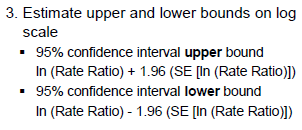 3. Estimate upper and lower bounds on log
scale
▪ 95% confidence interval upper bound
ln (Rate Ratio) + 1.96 (SE [ln (Rate Ratio)])
▪ 95% confidence interval lower bound
ln (Rate Ratio) - 1.96 (SE [ln (Rate Ratio)])